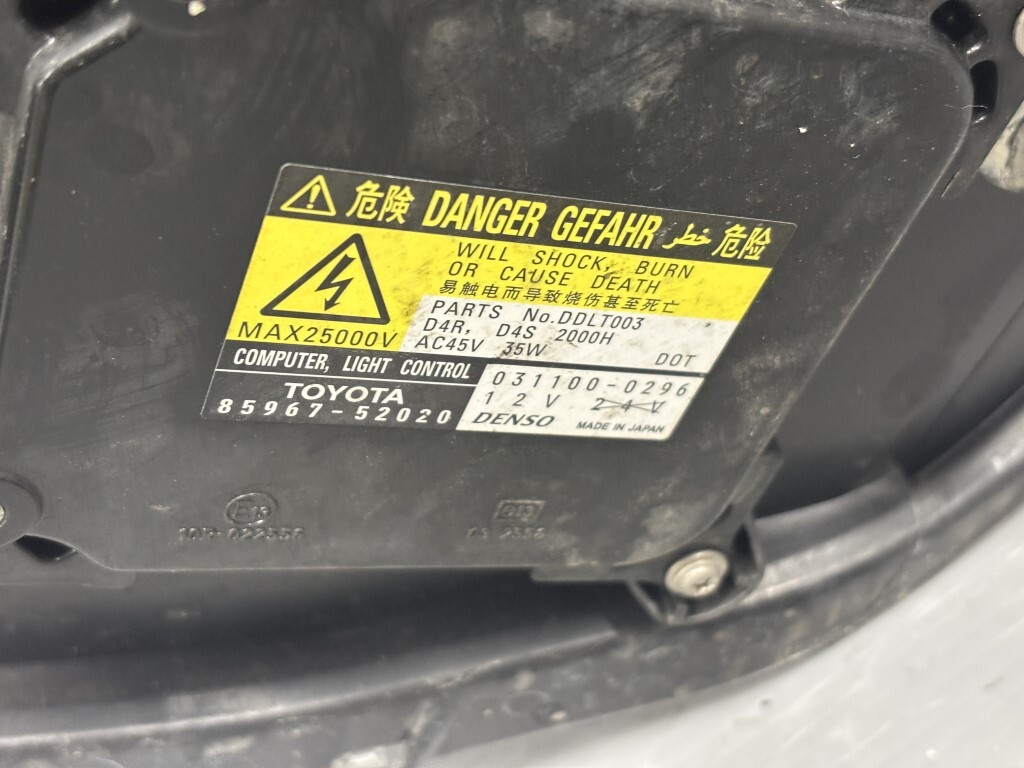 危険 DANGER GEFAHR خطر 危险
WILL SHOCK, BURN
OR CAUSE DEATH
易触电而导致烧伤甚至死亡
MAX25000V
PARTS No.DDLT003
D4R, D4S 2000H
AC45V 35W DOT
COMPUTER, LIGHT CONTROL
TOYOTA
85967-52020
031100-0296
12V 24V
DENSO MADE IN JAPAN
E13